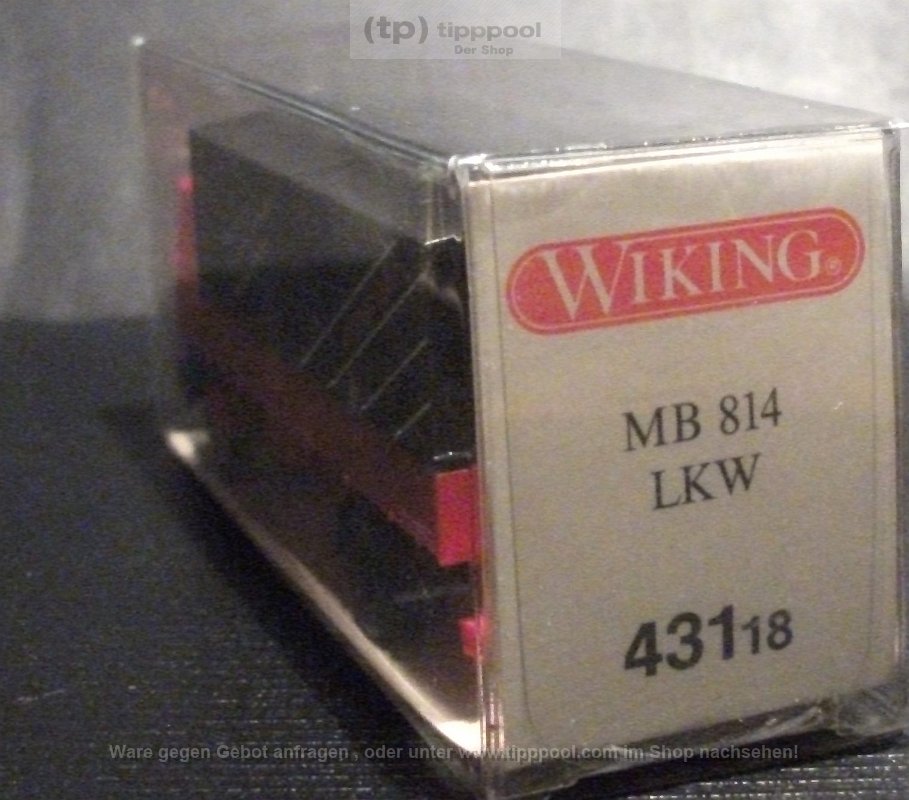 (tp) tipppool
Der Shop
WIKING®
MB 814
LKW
43118
Ware gegen Gebot anfragen , oder unter www.tipppool.com im Shop nachsehen!